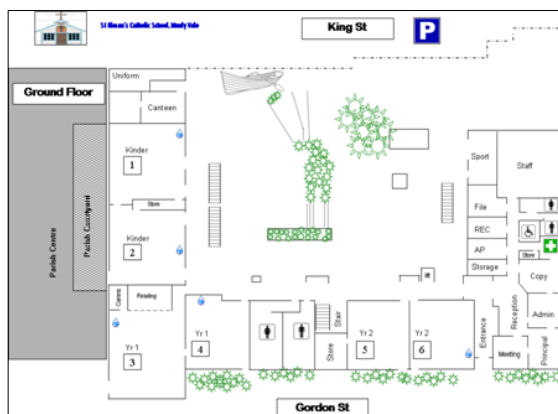 St Kieran's Catholic School, Manly Vale
King St
P
Ground Floor
Uniform
Canteen
Kinder
1
Store
Kinder
2
Parish Courtyard
Parish Centre
Comms
Reading
Yr 1
3
Yr 1
4
Stair
Store
Yr 2
5
Yr 2
6
lift
Sport
Staff
File
REC
AP
Storage
Store
Copy
Entrance
Reception
Admin
Meeting
Principal
Gordon St